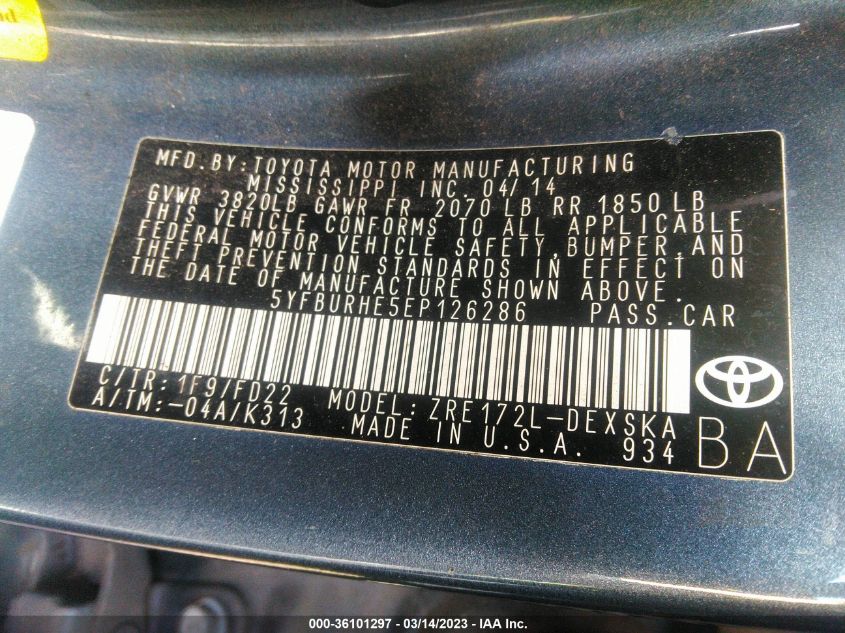 MFD.BY:TOYOTA MOTOR MANUFACTURING
MISSISSIPPI INC. 04/14
GVWR 3820LB GAWR FR 2070 LB RR 1850 LB
THIS VEHICLE CONFORMS TO ALL APPLICABLE
FEDERAL MOTOR VEHICLE SAFETY, BUMPER, AND
THEFT PREVENTION STANDARDS IN EFFECT ON
THE DATE OF MANUFACTURE SHOWN ABOVE.
5YFBURHE5EP126286 PASS.CAR
C/TR: 1F9/FD22 MODEL: ZRE172L-DEXSKA
A/TM:-04A/K313 MADE IN U.S.A. 934
BA
000-36101297 - 03/14/2023 - IAA Inc.